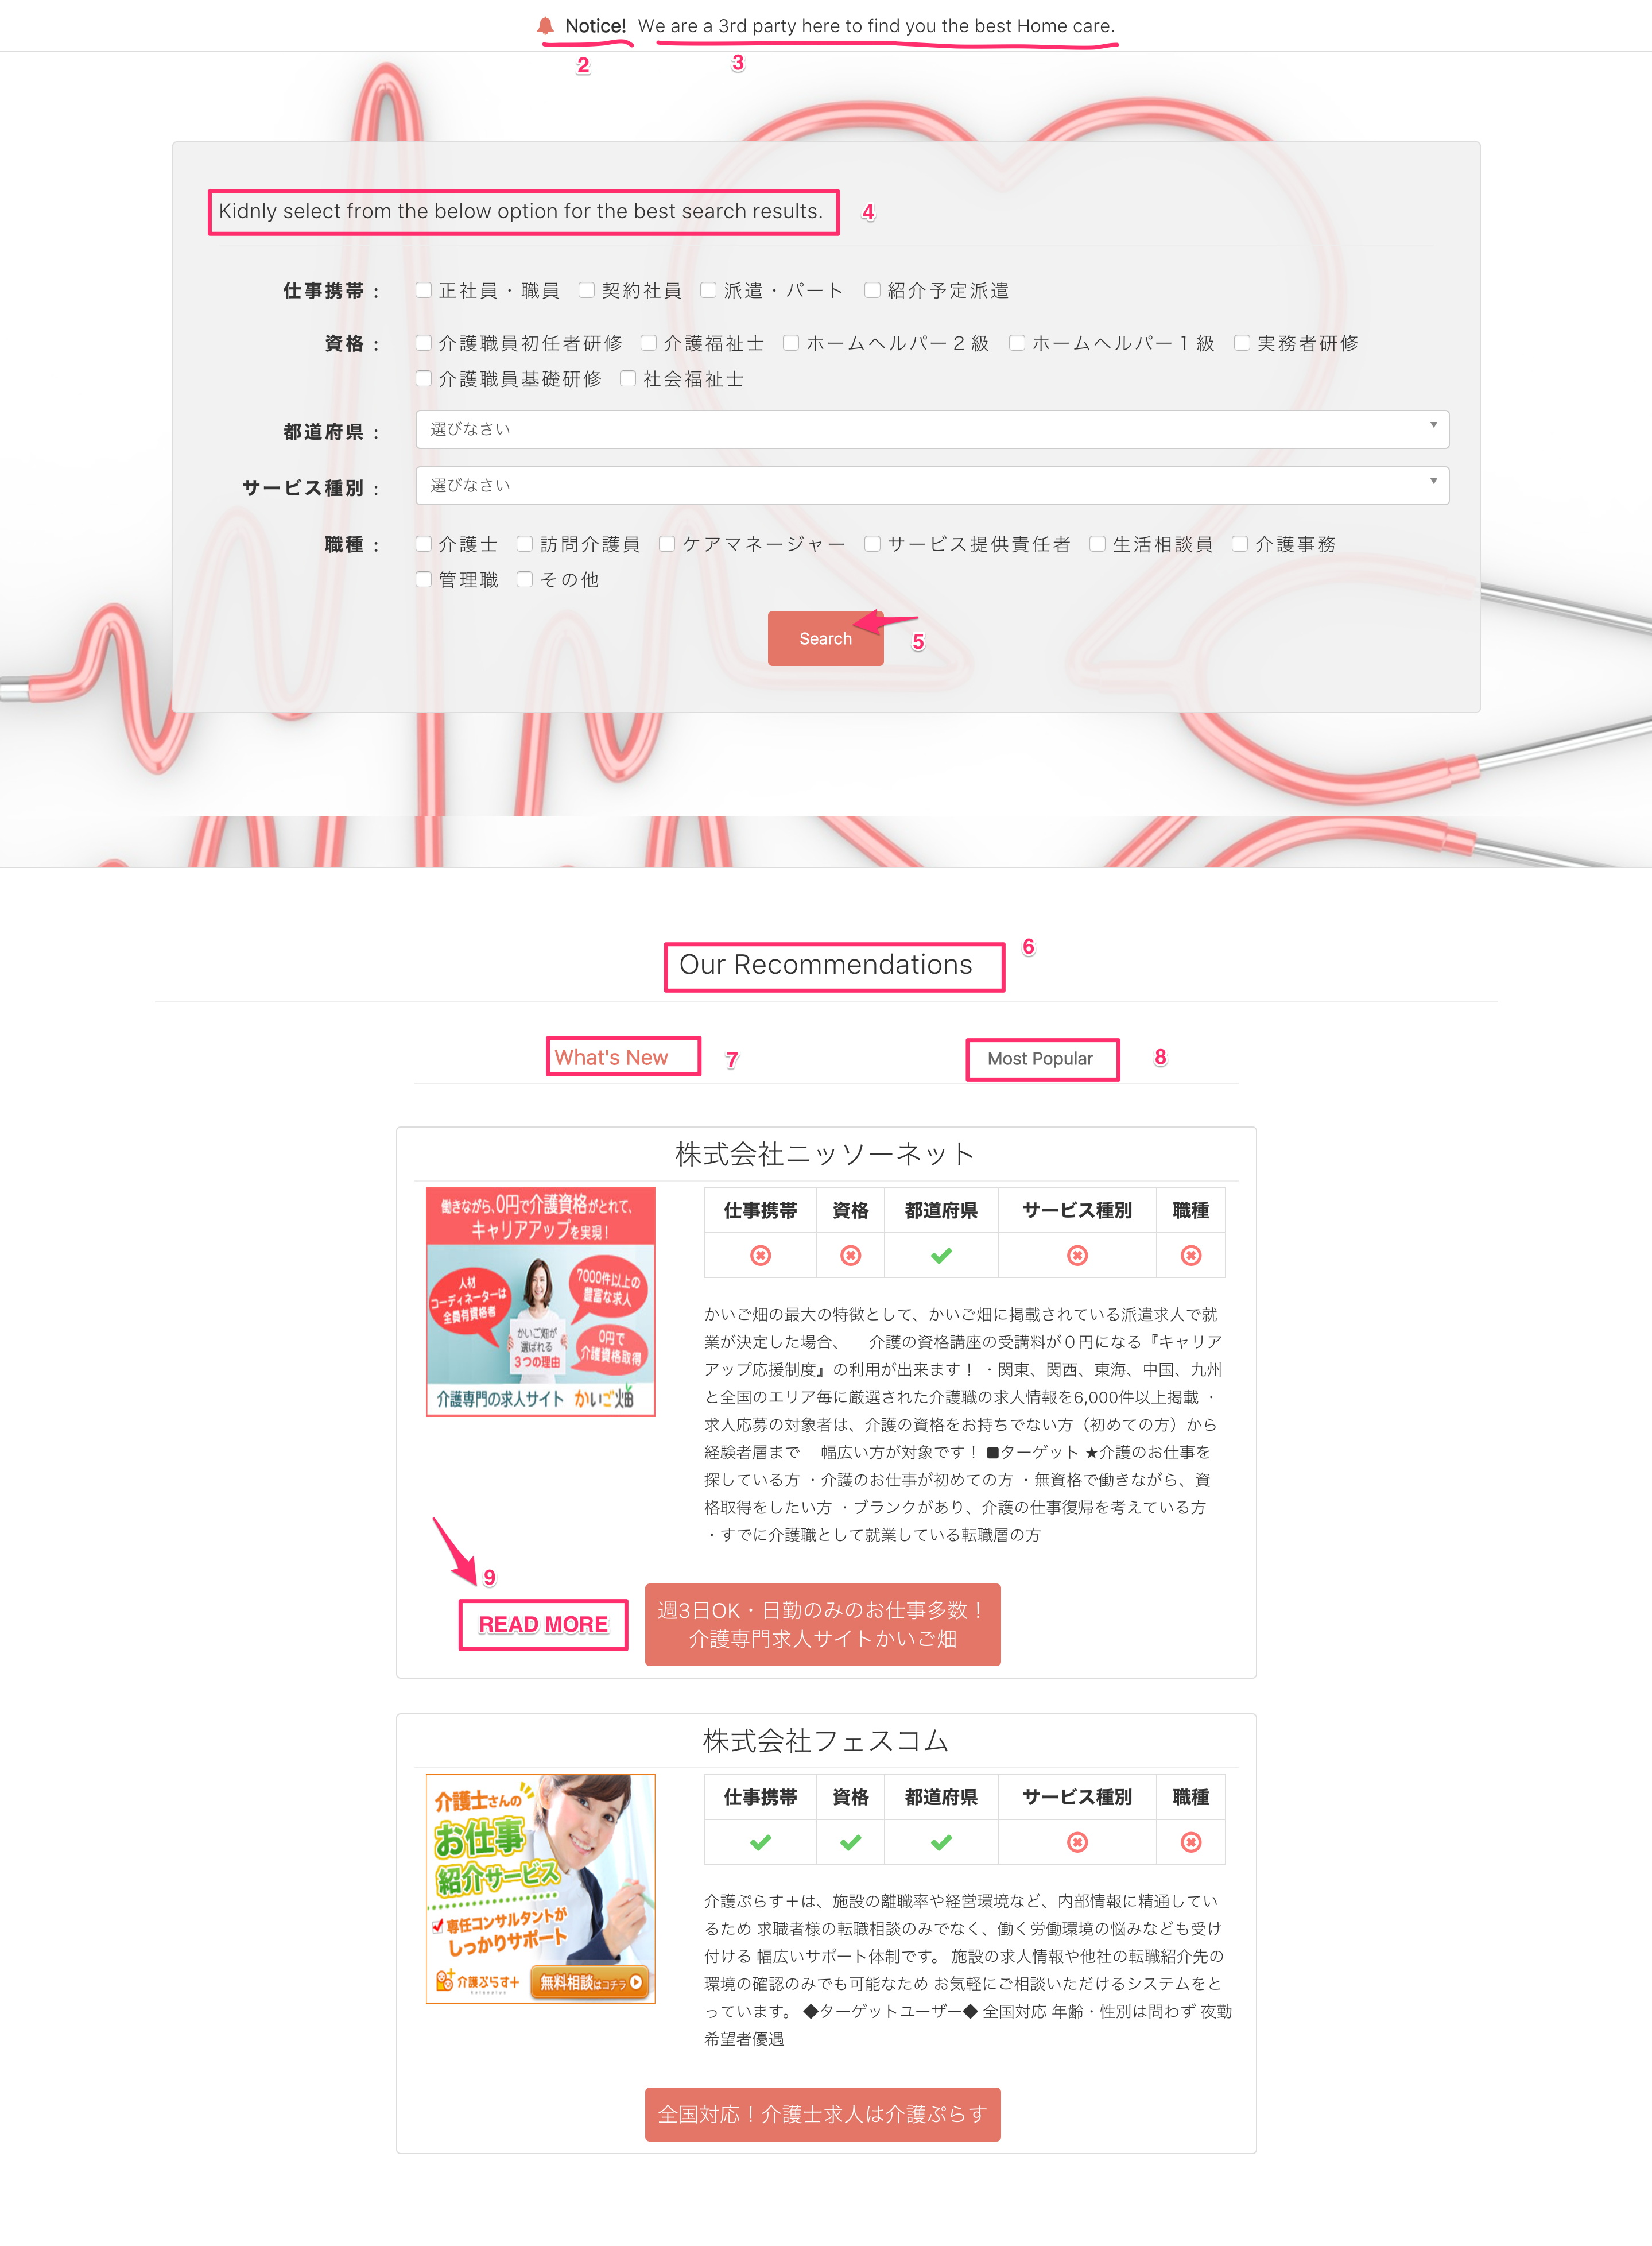 Notice! We are a 3rd party here to find you the best Home care.
2
3
Kidnly select from the below option for the best search results.
4
仕事携帯：
正社員・職員 契約社員 派遣・パート 紹介予定派遣
資格：
介護職員初任者研修 介護福祉士 ホームヘルパー２級 ホームヘルパー１級 実務者研修
介護職員基礎研修 社会福祉士
都道府県：
選びなさい
サービス種別：
選びなさい
職種：
介護士 訪問介護員 ケアマネージャー サービス提供責任者 生活相談員 介護事務
管理職 その他
Search
5
Our Recommendations
6
What's New
7
Most Popular
8
株式会社ニッソーネット
働きながら、0円で介護資格がとれて、
キャリアアップを実現！
人材
コーディネーターは
全員有資格者
7000件以上の
豊富な求人
かいご畑が
選ばれる
3つの理由
0円で
介護資格取得
介護専門の求人サイト かいご畑
仕事携帯 資格 都道府県 サービス種別 職種
かいご畑の最大の特徴として、かいご畑に掲載されている派遣求人で就
業が決定した場合、　介護の資格講座の受講料が０円になる『キャリア
アップ応援制度』の利用が出来ます！ ・関東、関西、東海、中国、九州
と全国のエリア毎に厳選された介護職の求人情報を6,000件以上掲載 ・
求人応募の対象者は、介護の資格をお持ちでない方（初めての方）から
経験者層まで　幅広い方が対象です！ ■ターゲット ★介護のお仕事を
探している方 ・介護のお仕事が初めての方 ・無資格で働きながら、資
格取得をしたい方 ・ブランクがあり、介護の仕事復帰を考えている方
・すでに介護職として就業している転職層の方
9
READ MORE
週3日OK・日勤のみのお仕事多数！
介護専門求人サイトかいご畑
株式会社フェスコム
介護士さんの
お仕事
紹介サービス
専任コンサルタントが
しっかりサポート
介護ぷらす+
無料相談はコチラ
仕事携帯 資格 都道府県 サービス種別 職種
介護ぷらす＋は、施設の離職率や経営環境など、内部情報に精通してい
るため 求職者様の転職相談のみでなく、働く労働環境の悩みなども受け
付ける 幅広いサポート体制です。 施設の求人情報や他社の転職紹介先の
環境の確認のみでも可能なため お気軽にご相談いただけるシステムをと
っています。 ◆ターゲットユーザー◆ 全国対応 年齢・性別は問わず 夜勤
希望者優遇
全国対応！介護士求人は介護ぷらす